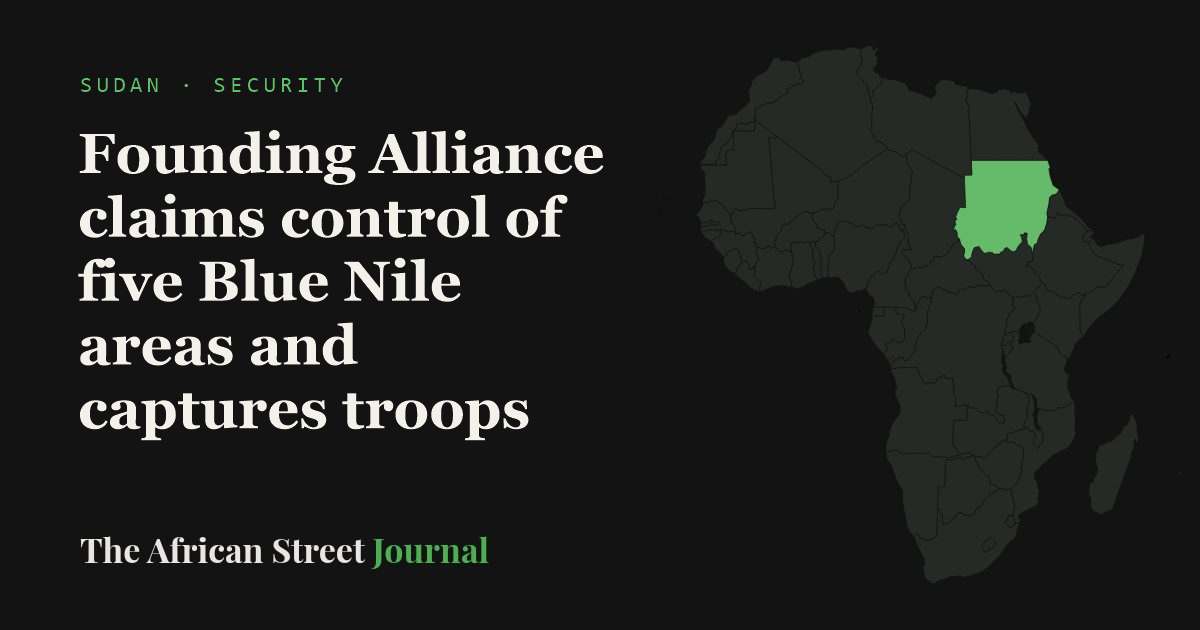 SUDAN · SECURITY
Founding Alliance
claims control of
five Blue Nile
areas and
captures troops
The African Street Journal